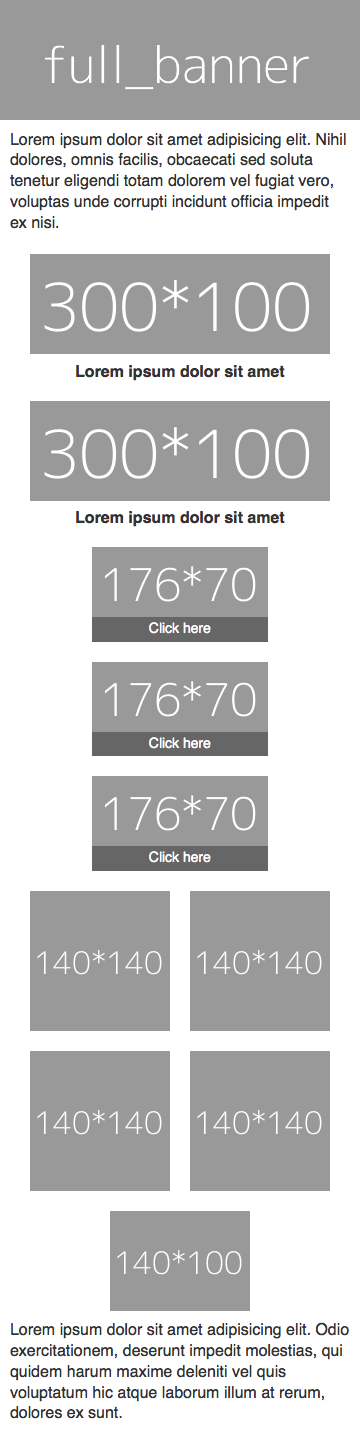 full_banner
Lorem ipsum dolor sit amet adipisicing elit. Nihil
dolores, omnis facilis, obcaecati sed soluta
tenetur eligendi totam dolorem vel fugiat vero,
voluptas unde corrupti incidunt officia impedit
ex nisi.
300*100
Lorem ipsum dolor sit amet
300*100
Lorem ipsum dolor sit amet
176*70
Click here
176*70
Click here
176*70
Click here
140*140
140*140
140*140
140*140
140*100
Lorem ipsum dolor sit amet adipisicing elit. Odio
exercitationem, deserunt impedit molestias, qui
quidem harum maxime deleniti vel quis
voluptatum hic atque laborum illum at rerum,
dolores ex sunt.